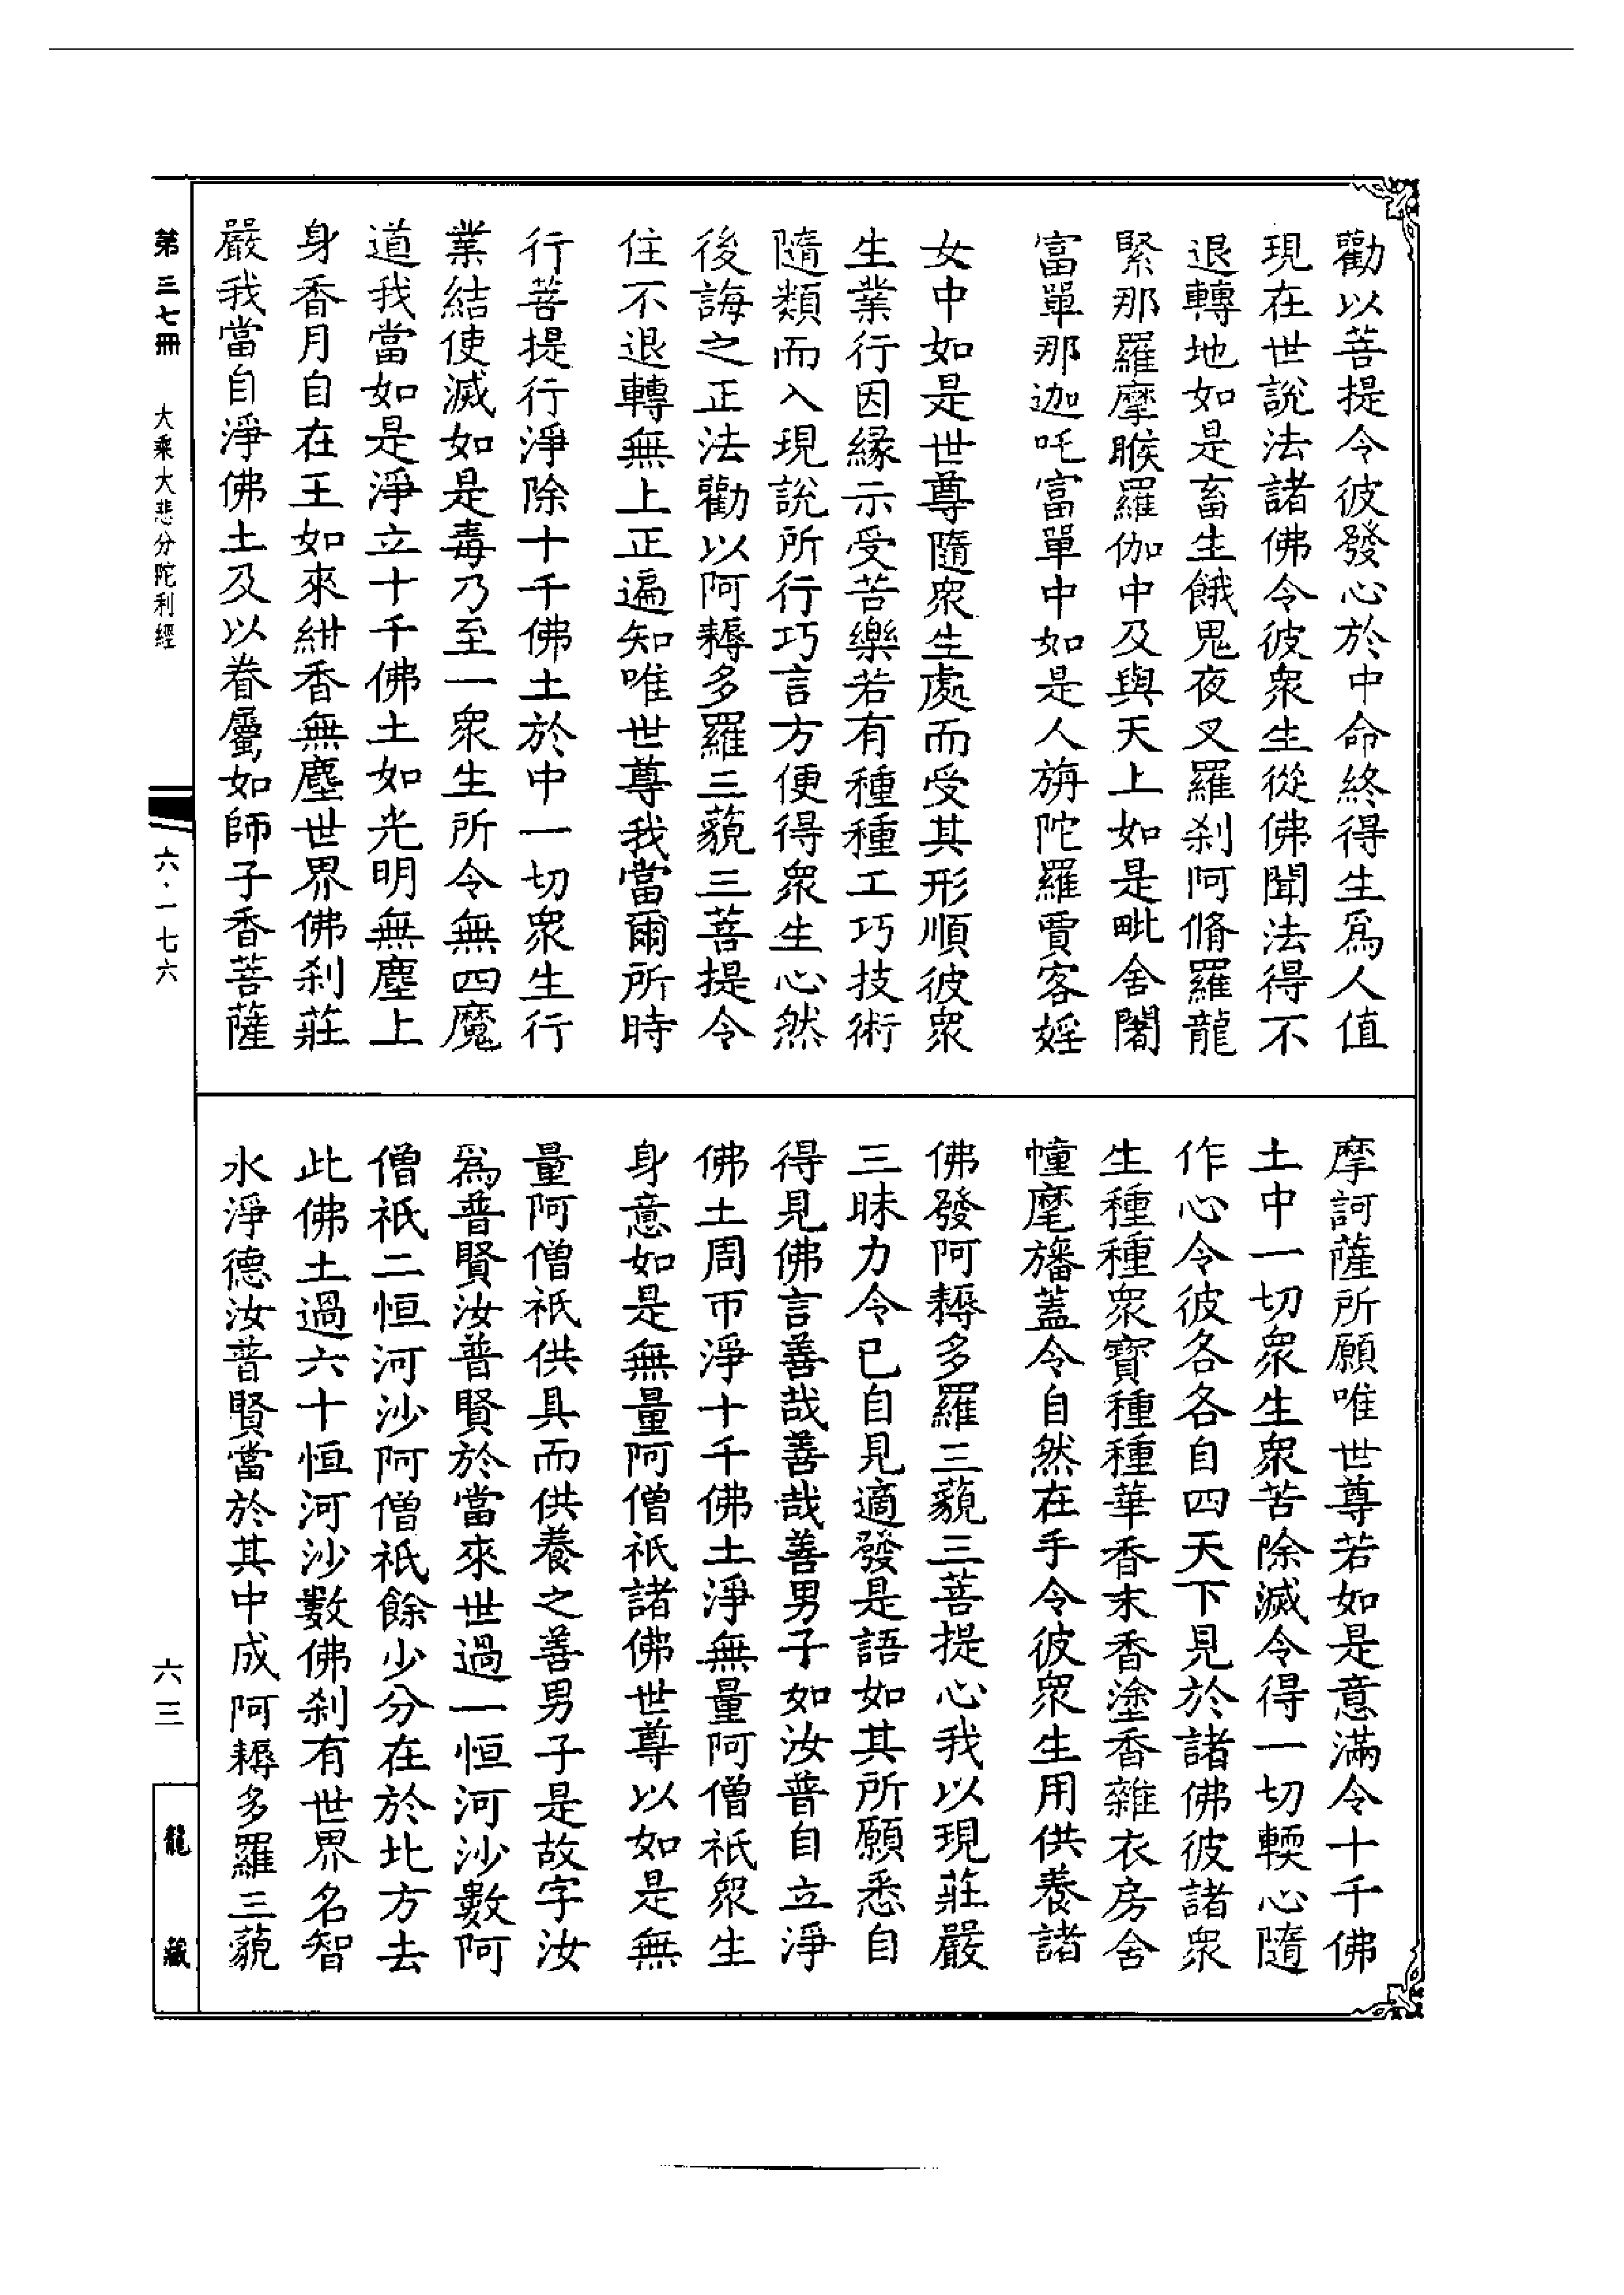 勸以菩提令彼發心於中命終得生爲人值
現在世說法諸佛令彼衆生從佛聞法得不
退轉地如是畜生餓鬼夜叉羅刹阿脩羅龍
緊那羅摩睺羅伽中及與天上如是毗舍闍
富單那迦吒富單中如是人旃陀羅賈客婬
女中如是世尊隨衆生處而受其形順彼衆
生業行因緣示受苦樂若有種種工巧技術
隨類而入現說所行巧言方便得衆生心然
後誨之正法勸以阿耨多羅三藐三菩提令
住不退轉無上正遍知唯世尊我當爾所時
行菩提行淨除十千佛土於中一切衆生行
業結使滅如是毒乃至一衆生所令無四魔
道我當如是淨立十千佛土如光明無塵上
身香月自在王如來紺香無塵世界佛刹莊
嚴我當自淨佛土及以眷屬如師子香菩薩
摩訶薩所願唯世尊若如是意滿令十千佛
土中一切衆生衆苦除滅令得一切輭心隨
作心令彼各各自四天下見於諸佛彼諸衆
生種種衆寶種種華香末香塗香雜衣房舍
幢麾旛蓋令自然在手令彼衆生用供養諸
佛發阿耨多羅三藐三菩提心我以現莊嚴
三昧力令已自見適發是語如其所願悉自
得見佛言善哉善哉善男子如汝普自立淨
佛土周帀淨十千佛土淨無量阿僧祇衆生
身意如是無量阿僧祇諸佛世尊以如是無
量阿僧祇供具而供養之善男子是故字汝
爲普賢汝普賢於當來世過一恒河沙數阿
僧祇二恒河沙阿僧祇餘少分在於北方去
此佛土過六十恒河沙數佛刹有世界名智
水淨德汝普賢當於其中成阿耨多羅三藐
第三七冊 大乘大悲分陀利經
六·一七六
六三
龍藏